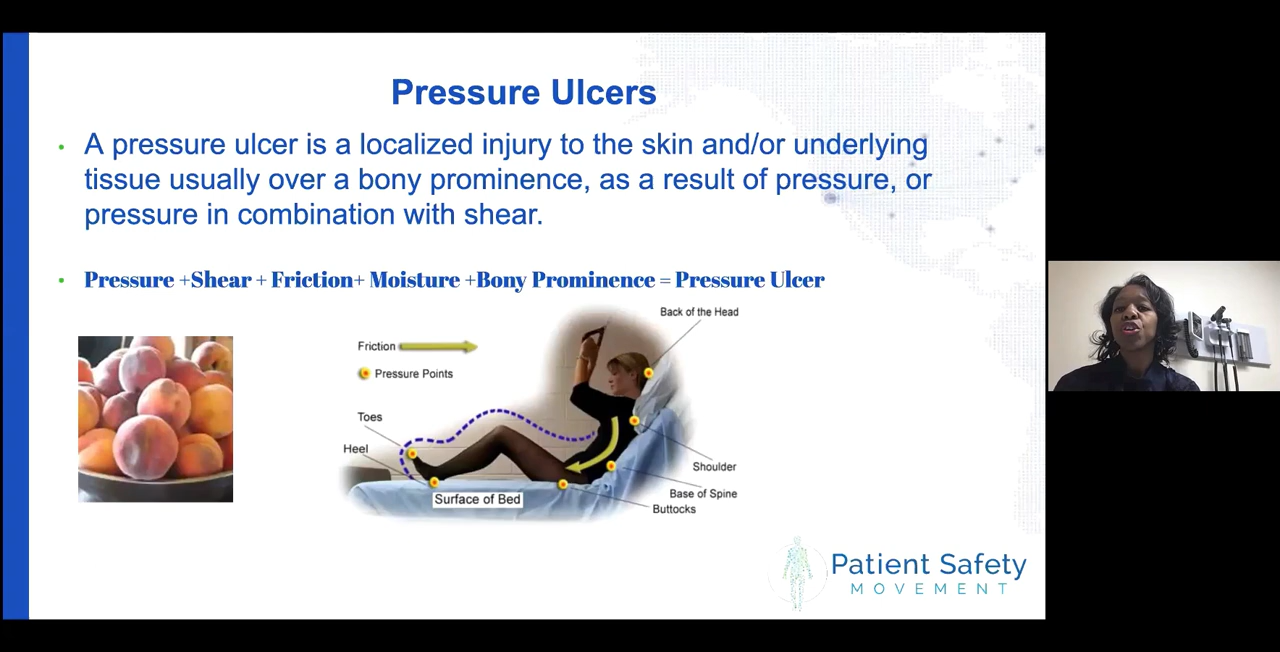 Pressure Ulcers
A pressure ulcer is a localized injury to the skin and/or underlying
tissue usually over a bony prominence, as a result of pressure, or
pressure in combination with shear.
Pressure +Shear + Friction+ Moisture +Bony Prominence = Pressure Ulcer
Back of the Head
Friction
Pressure Points
Toes
Heel
Shoulder
Surface of Bed
Base of Spine
Buttocks
Patient Safety
MOVEMENT